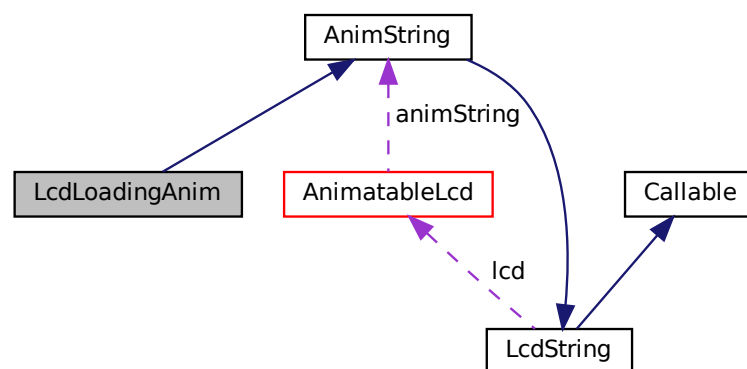 AnimString
animString
LcdLoadingAnim
AnimatableLcd
Callable
lcd
LcdString